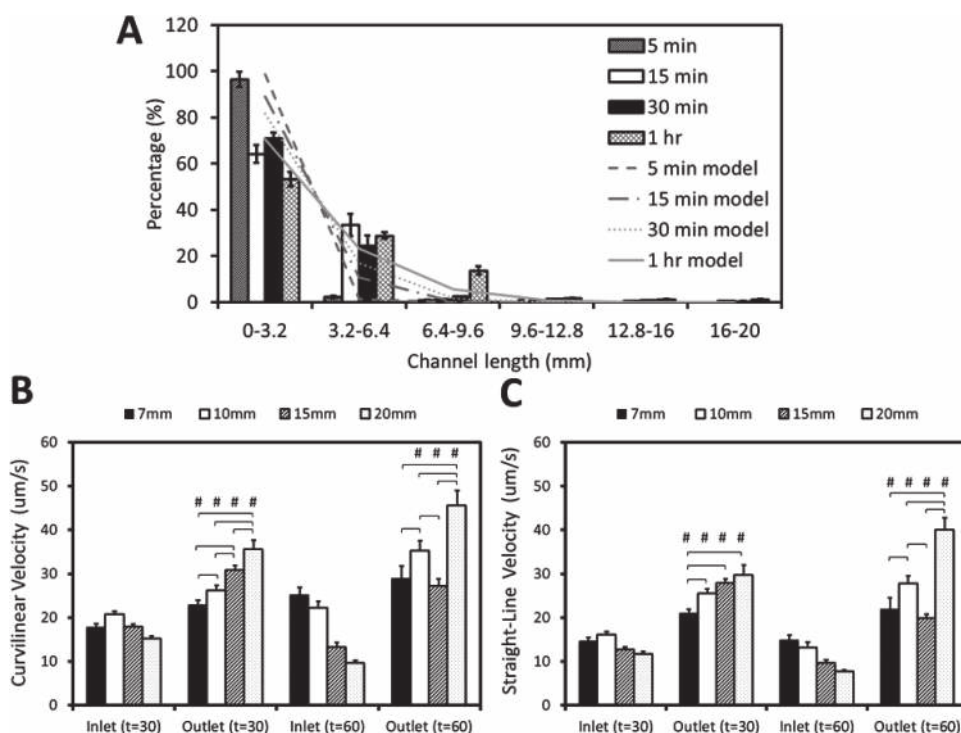 A
120
100
80
60
40
20
0
Percentage (%)
5 min
15 min
30 min
1 hr
5 min model
15 min model
30 min model
1 hr model
0-3.2 3.2-6.4 6.4-9.6 9.6-12.8 12.8-16 16-20
Channel length (mm)
B
7mm 10mm 15mm 20mm
60
50
40
30
20
10
0
Curvilinear Velocity (um/s)
# # # #
# # #
Inlet (t=30) Outlet (t=30) Inlet (t=60) Outlet (t=60)
C
7mm 10mm 15mm 20mm
60
50
40
30
20
10
0
Straight-Line Velocity (um/s)
# # # #
# # # #
Inlet (t=30) Outlet (t=30) Inlet (t=60) Outlet (t=60)